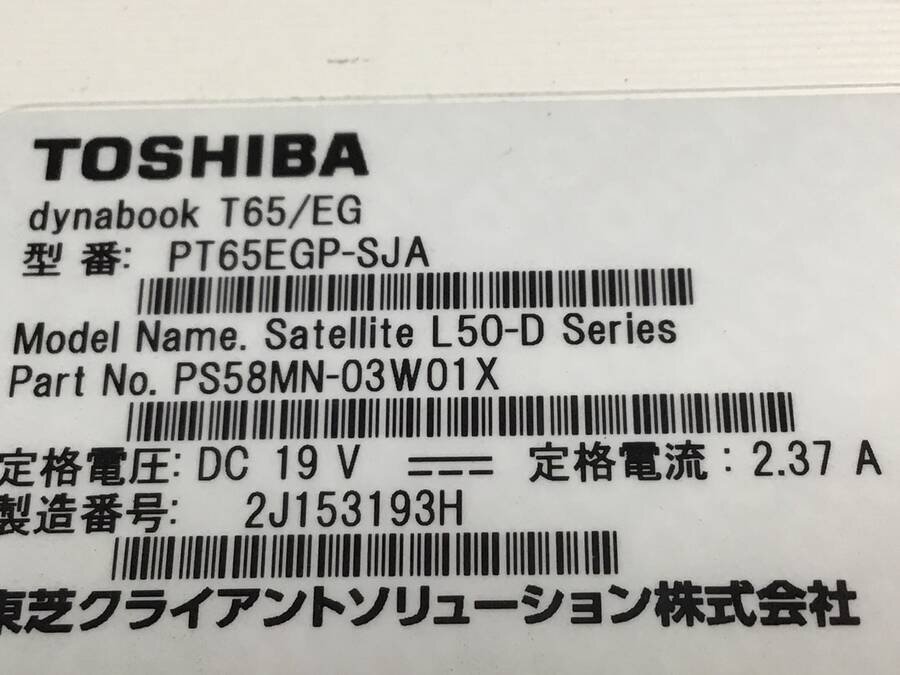 TOSHIBA
dynabook T65/EG
型 番: PT65EGP-SJA
Model Name. Satellite L50-D Series
Part No. PS58MN-03W01X
定格電圧: DC 19 V 定格電流 : 2.37 A
製造番号: 2J153193H
東芝クライアントソリューション株式会社